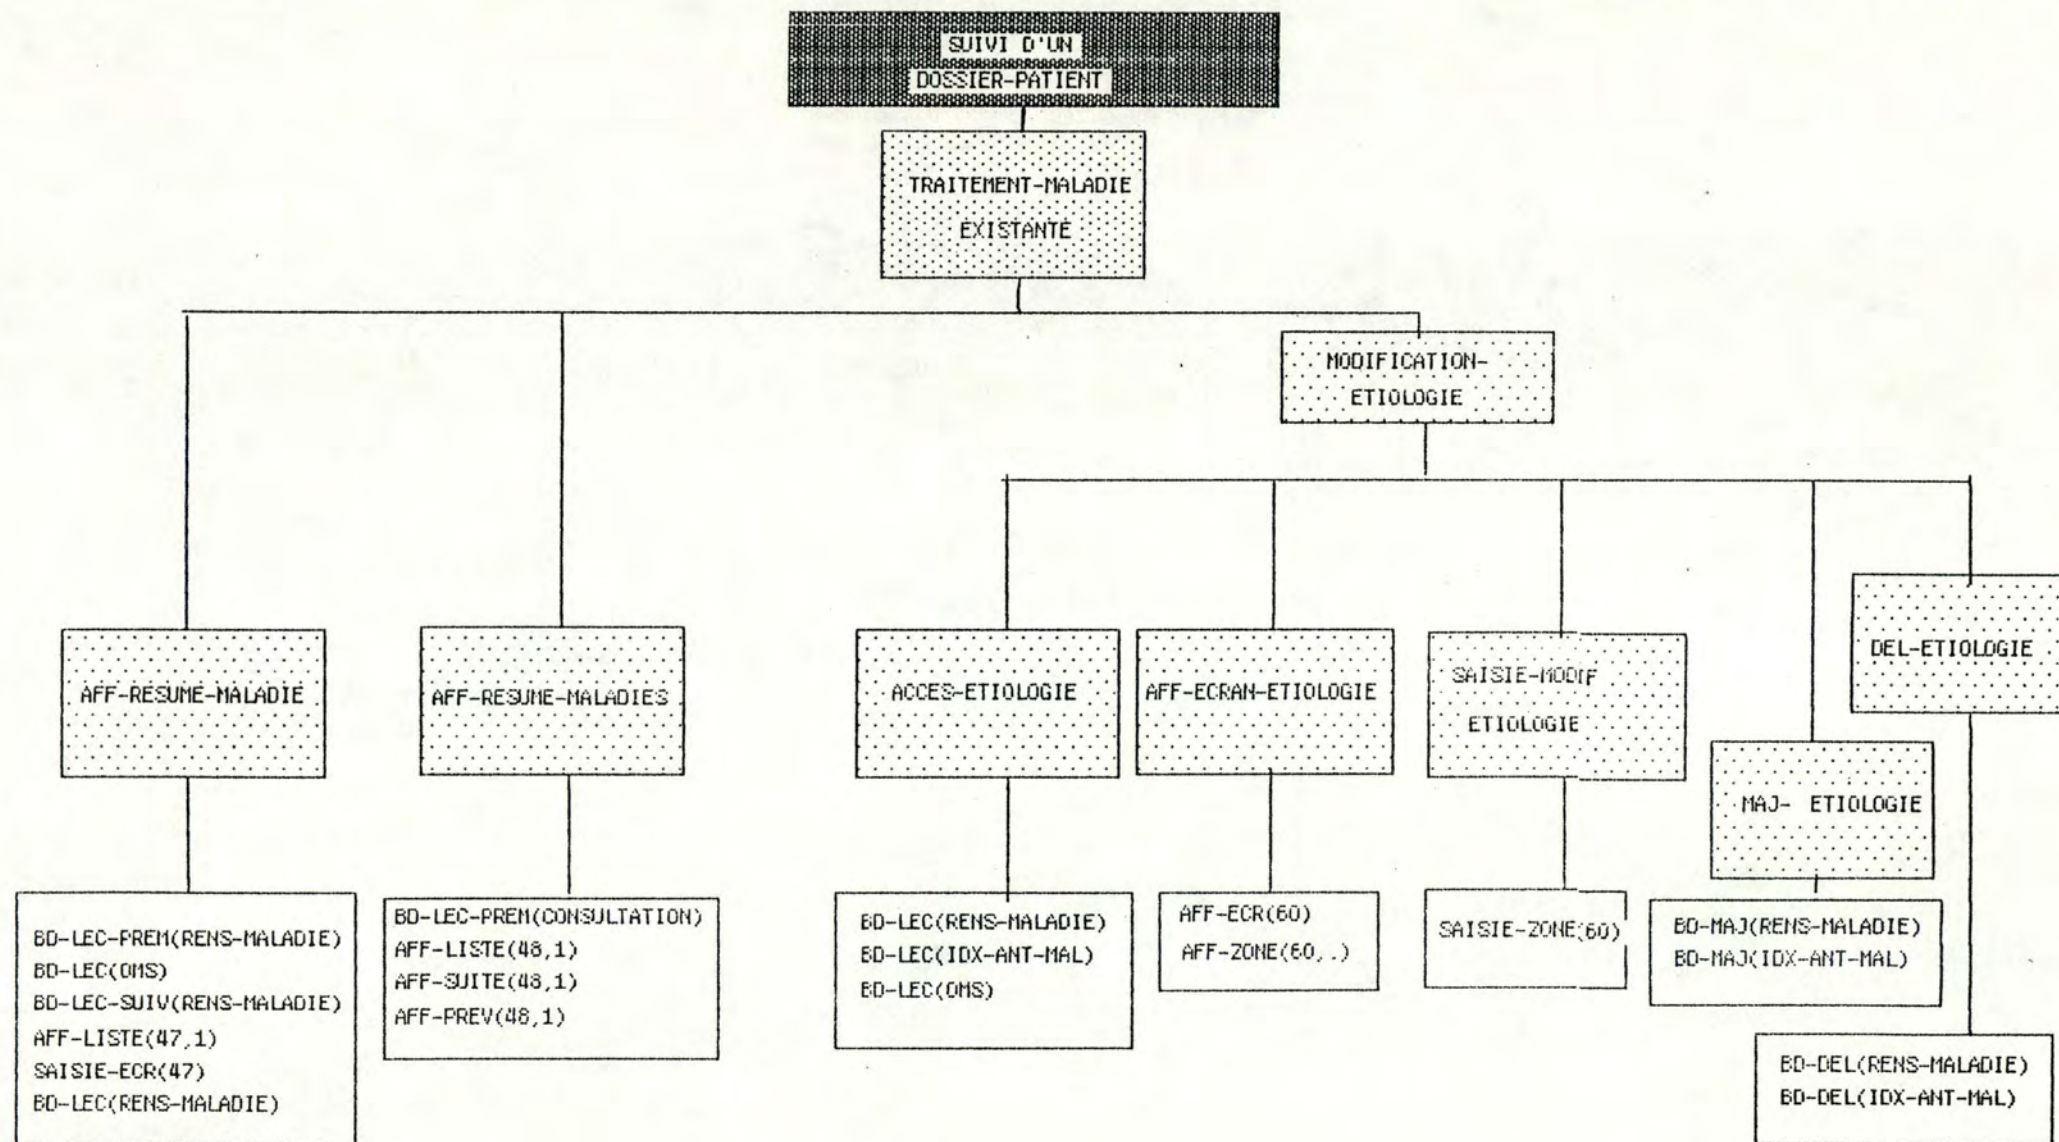 SUIVI D'UN
DOSSIER-PATIENT
TRAITEMENT-MALADIE
EXISTANTE
MODIFICATION-
ETIOLOGIE
AFF-RESUME-MALADIE
AFF-RESUME-MALADIES
ACCES-ETIOLOGIE
AFF-ECRAN-ETIOLOGIE
SAISIE-MODIF
ETIOLOGIE
MAJ- ETIOLOGIE
DEL-ETIOLOGIE
BD-LEC-PREM(RENS-MALADIE)
BD-LEC(OMS)
BD-LEC-SUIV(RENS-MALADIE)
AFF-LISTE(47,1)
SAISIE-ECR(47)
BD-LEC(RENS-MALADIE)
BD-LEC-PREM(CONSULTATION)
AFF-LISTE(48,1)
AFF-SUITE(48,1)
AFF-PREV(48,1)
BD-LEC(RENS-MALADIE)
BD-LEC(IDX-ANT-MAL)
BD-LEC(OMS)
AFF-ECR(60)
AFF-ZONE(60,..)
SAISIE-ZONE(60)
BD-MAJ(RENS-MALADIE)
BD-MAJ(IDX-ANT-MAL)
BD-DEL(RENS-MALADIE)
BD-DEL(IDX-ANT-MAL)